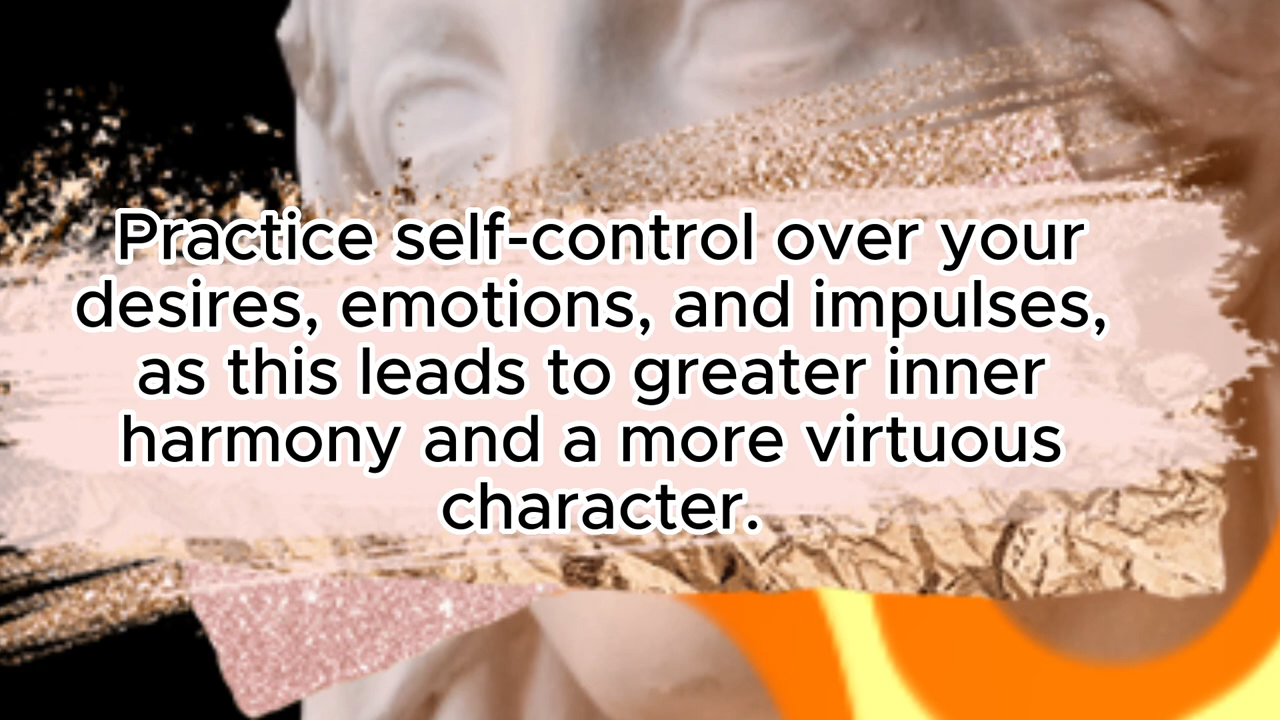 Practice self-control over your
desires, emotions, and impulses,
as this leads to greater inner
harmony and a more virtuous
character.